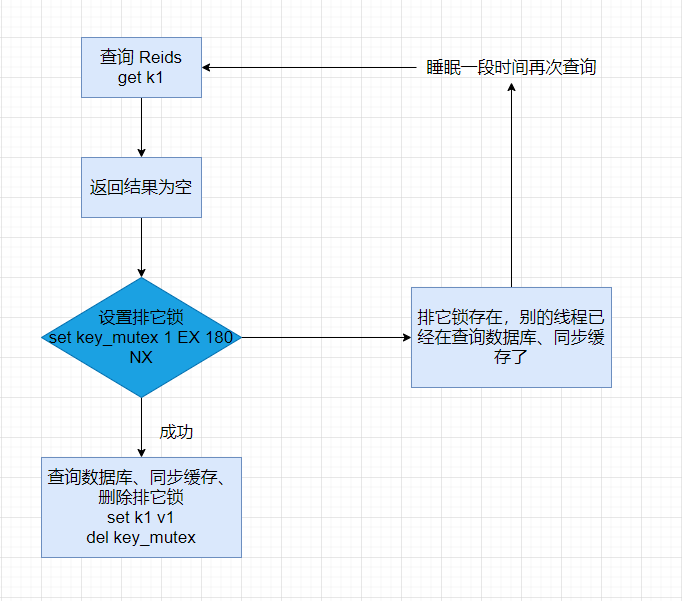 查询 Reids
get k1
睡眠一段时间再次查询
返回结果为空
设置排它锁
set key_mutex 1 EX 180
NX
排它锁存在，别的线程已
经在查询数据库、同步缓
存了
成功
查询数据库、同步缓存、
删除排它锁
set k1 v1
del key_mutex